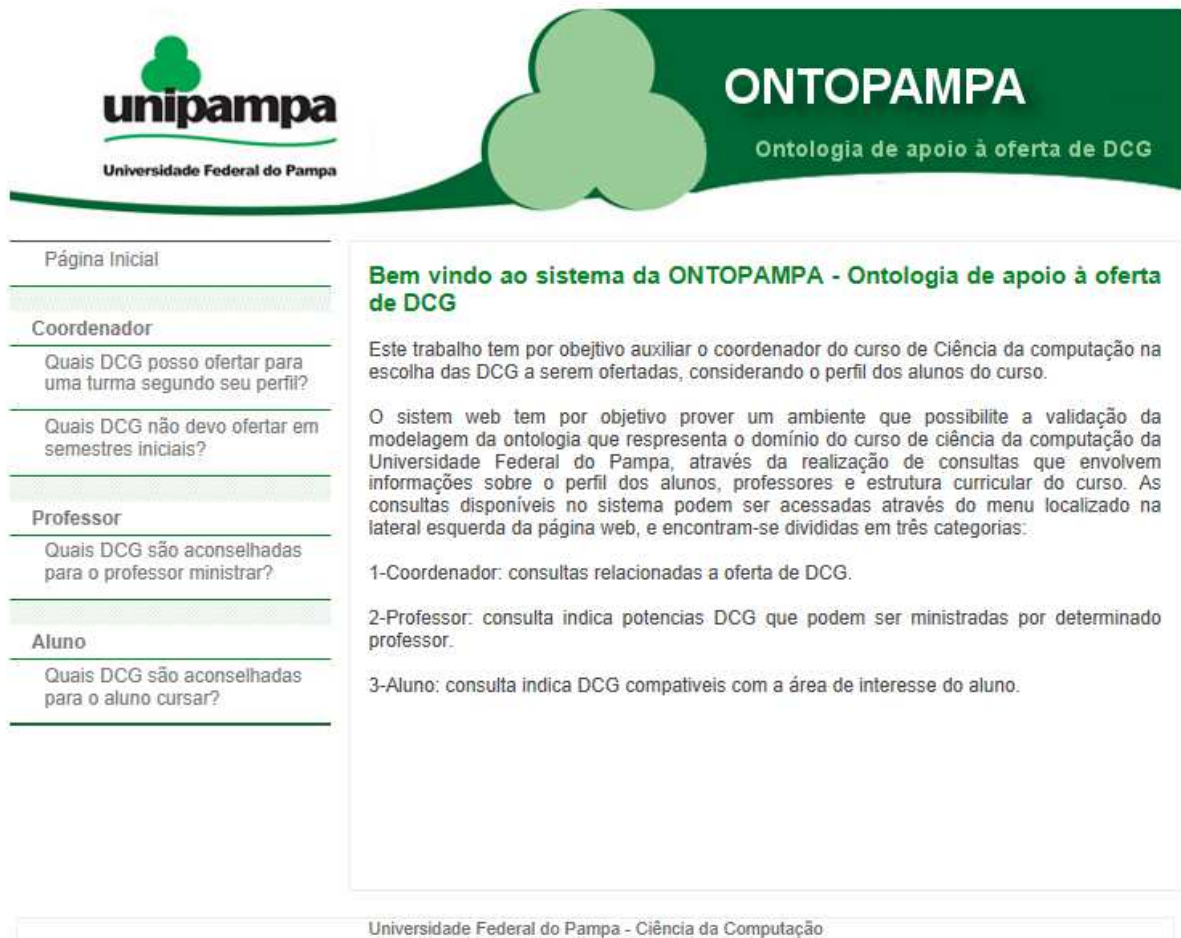 unipampa
Universidade Federal do Pampa
ONTOPAMPA
Ontologia de apoio à oferta de DCG
Página Inicial
Coordenador
Quais DCG posso ofertar para
uma turma segundo seu perfil?
Quais DCG não devo ofertar em
semestres iniciais?
Professor
Quais DCG são aconselhadas
para o professor ministrar?
Aluno
Quais DCG são aconselhadas
para o aluno cursar?
Bem vindo ao sistema da ONTOPAMPA - Ontologia de apoio à oferta
de DCG
Este trabalho tem por obejtivo auxiliar o coordenador do curso de Ciência da computação na
escolha das DCG a serem ofertadas, considerando o perfil dos alunos do curso.
O sistem web tem por objetivo prover um ambiente que possibilite a validação da
modelagem da ontologia que respresenta o domínio do curso de ciência da computação da
Universidade Federal do Pampa, através da realização de consultas que envolvem
informações sobre o perfil dos alunos, professores e estrutura curricular do curso. As
consultas disponíveis no sistema podem ser acessadas através do menu localizado na
lateral esquerda da página web, e encontram-se divididas em três categorias:
1-Coordenador: consultas relacionadas a oferta de DCG.
2-Professor: consulta indica potencias DCG que podem ser ministradas por determinado
professor.
3-Aluno: consulta indica DCG compativeis com a área de interesse do aluno.
Universidade Federal do Pampa - Ciência da Computação